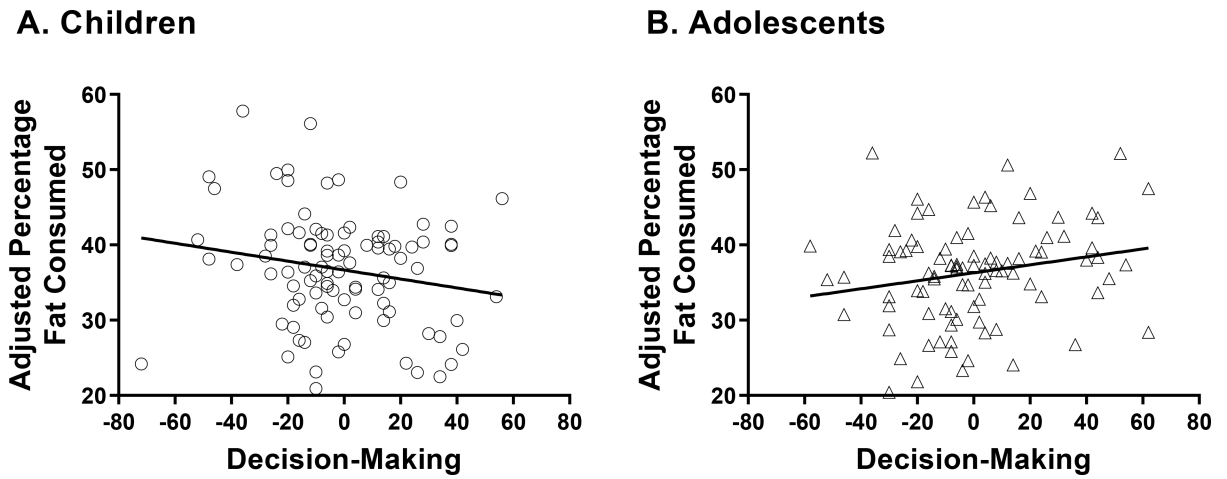 A. Children
B. Adolescents
Adjusted Percentage
Fat Consumed
60
50
40
30
20
-80 -60 -40 -20 0 20 40 60 80
Decision-Making
Adjusted Percentage
Fat Consumed
60
50
40
30
20
-80 -60 -40 -20 0 20 40 60 80
Decision-Making